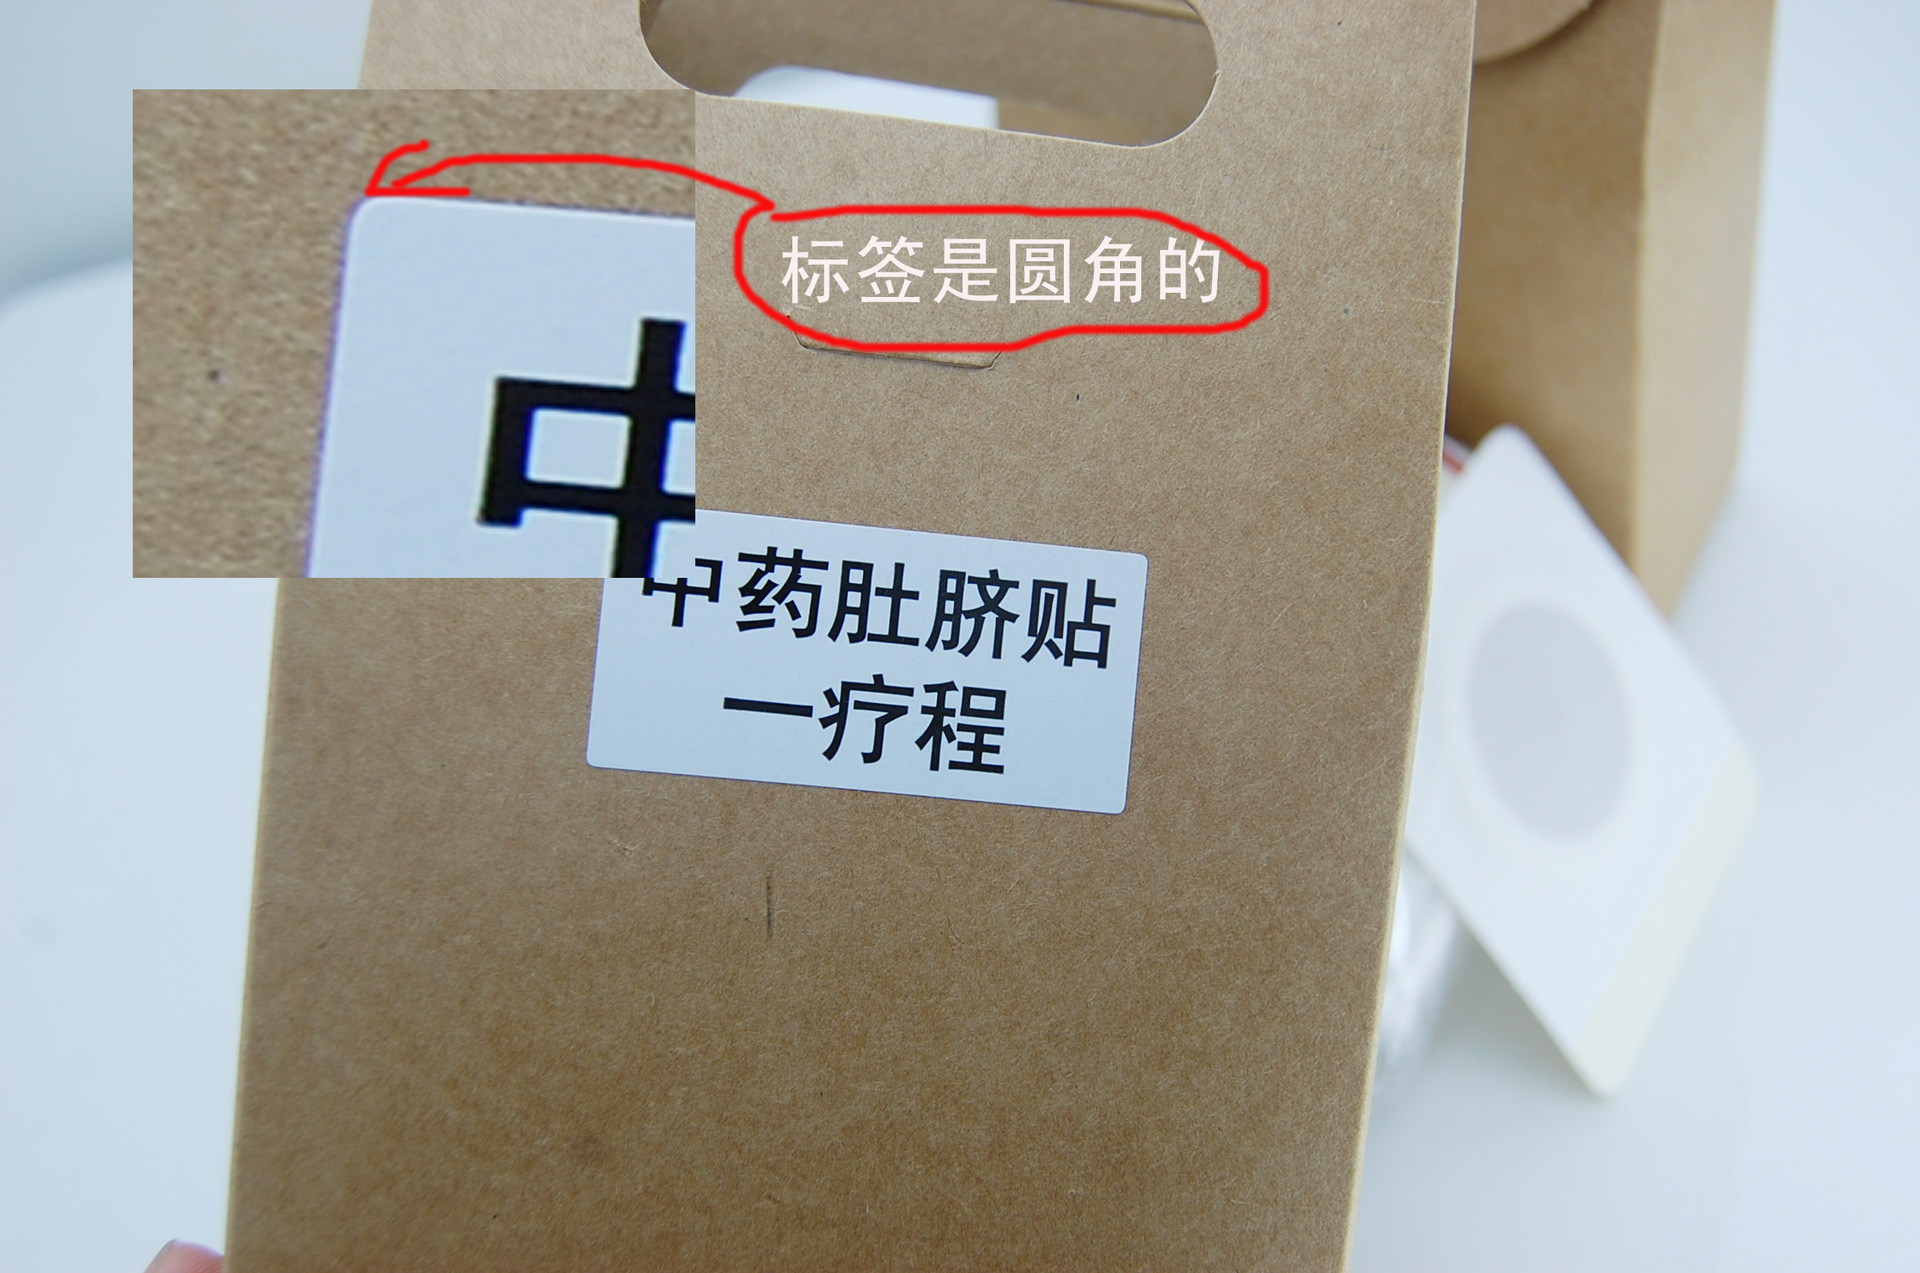 标签是圆角的
中
中药肚脐贴
一疗程